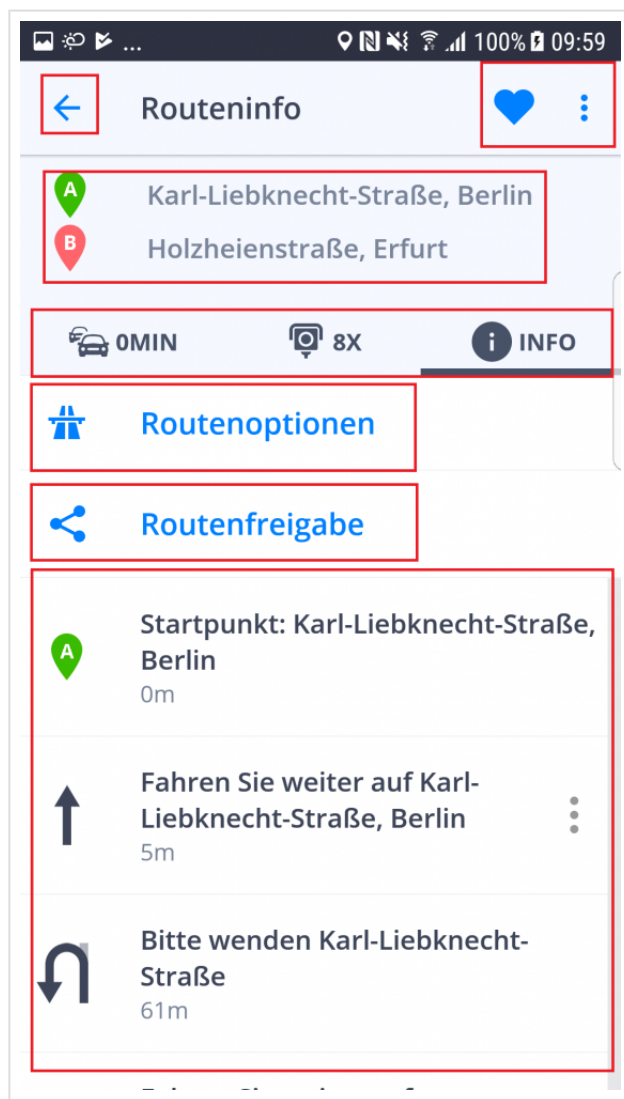 ... 100% 09:59
Routeninfo
A Karl-Liebknecht-Straße, Berlin
B Holzheienstraße, Erfurt
0MIN 8X i INFO
Routenoptionen
Routenfreigabe
A
Startpunkt: Karl-Liebknecht-Straße,
Berlin
0m
Fahren Sie weiter auf Karl-
Liebknecht-Straße, Berlin
5m
Bitte wenden Karl-Liebknecht-
Straße
61m